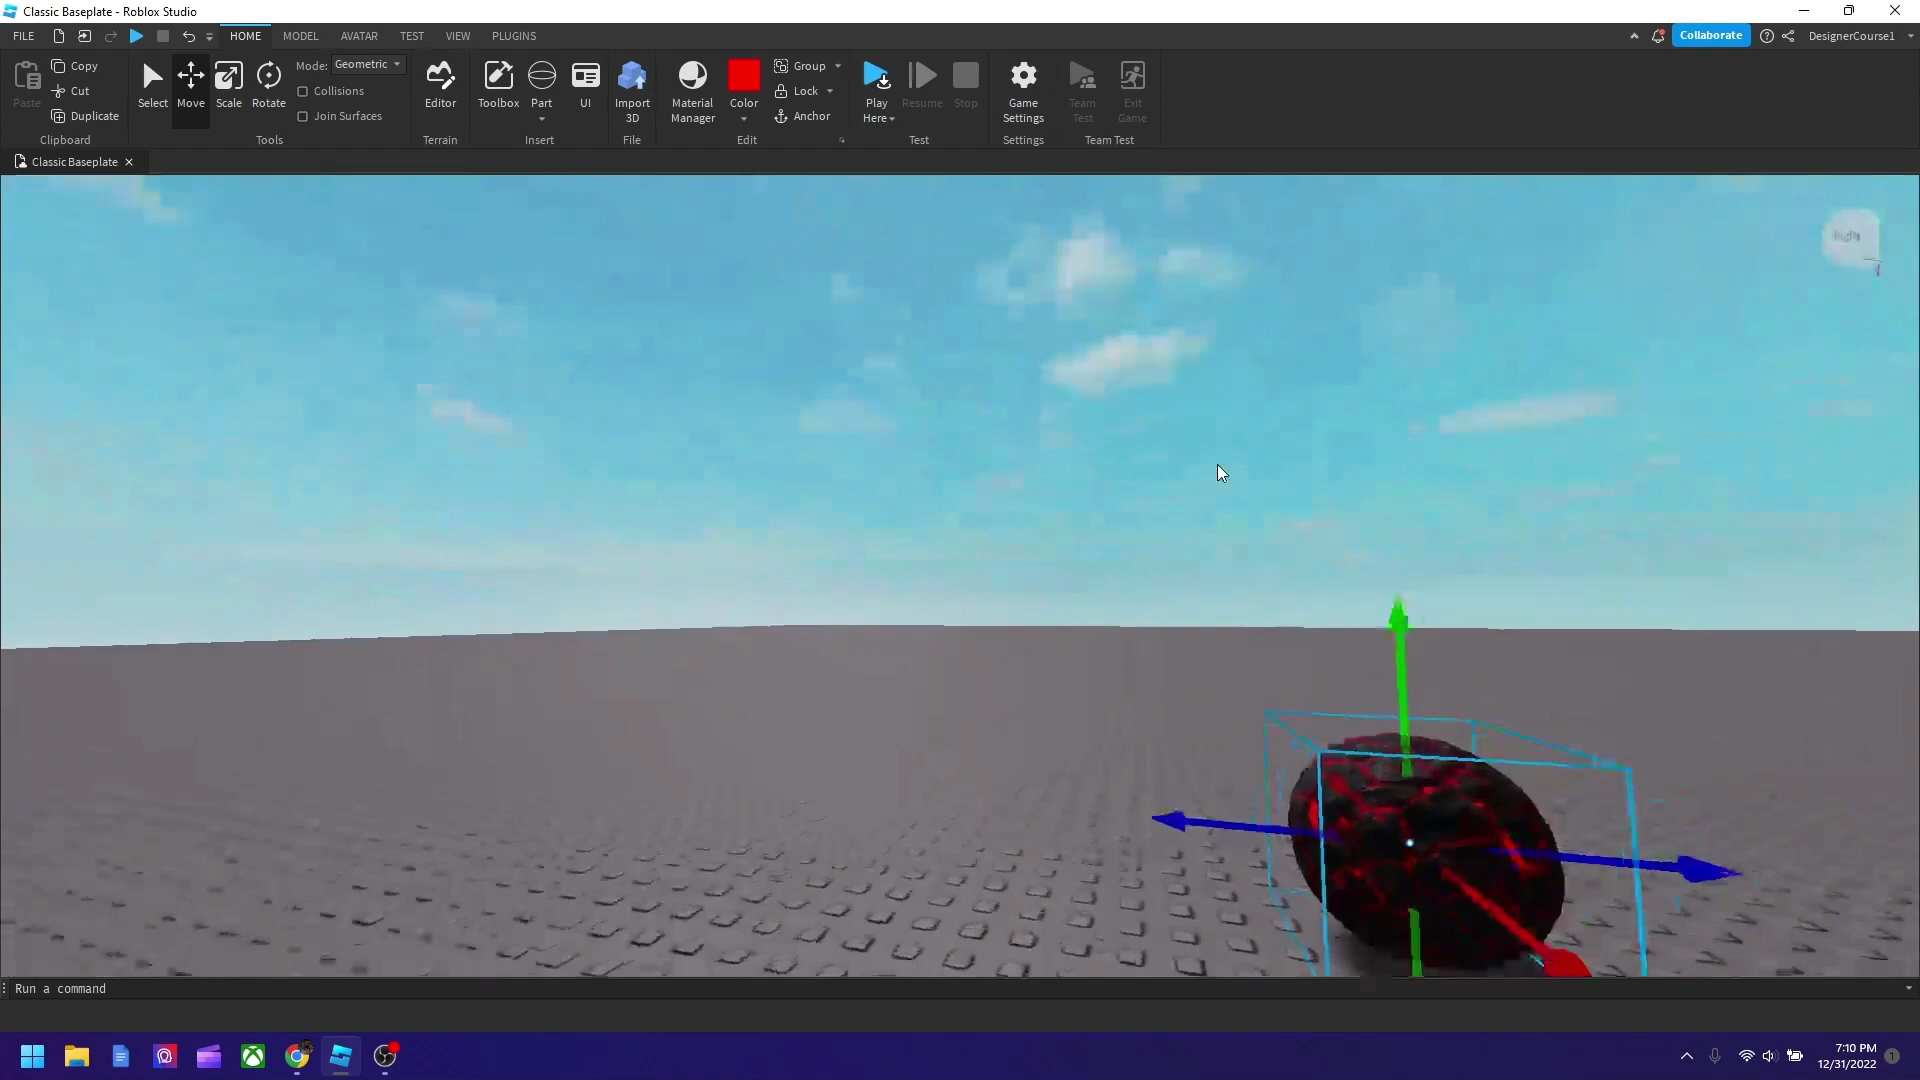 Classic Baseplate - Roblox Studio
FILE HOME MODEL AVATAR TEST VIEW PLUGINS Collaborate DesignerCourse1
Paste Copy Cut Duplicate
Clipboard
Select Move Scale Rotate
Mode: Geometric
Collisions
Join Surfaces
Tools
Editor
Terrain
Toolbox Part UI
Insert
Import 3D
File
Material Manager Color
Group
Lock
Anchor
Edit
Play Here Resume Stop
Test
Game Settings
Settings
Team Test Exit Game
Team Test
Classic Baseplate
Run a command
7:10 PM
12/31/2022
1